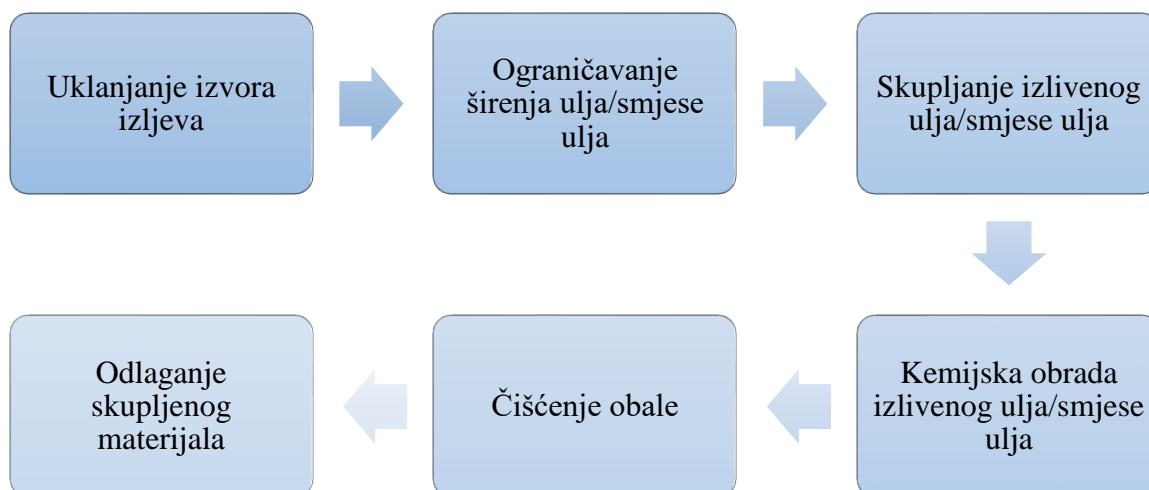 Uklanjanje izvora
izljeva
Ograničavanje
širenja ulja/smjese
ulja
Skupljanje izlivenog
ulja/smjese ulja
Kemijska obrada
izlivenog ulja/smjese
ulja
Čišćenje obale
Odlaganje
skupljenog
materijala